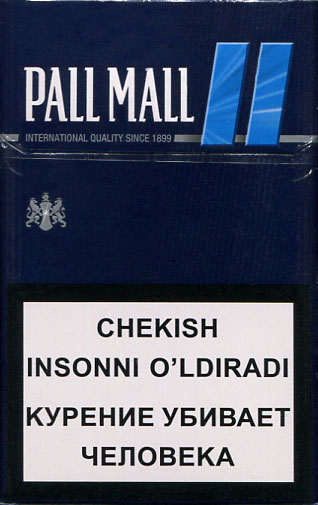 PALL MALL
INTERNATIONAL QUALITY SINCE 1899
CHEKISH
INSONNI O'LDIRADI
КУРЕНИЕ УБИВАЕТ
ЧЕЛОВЕКА